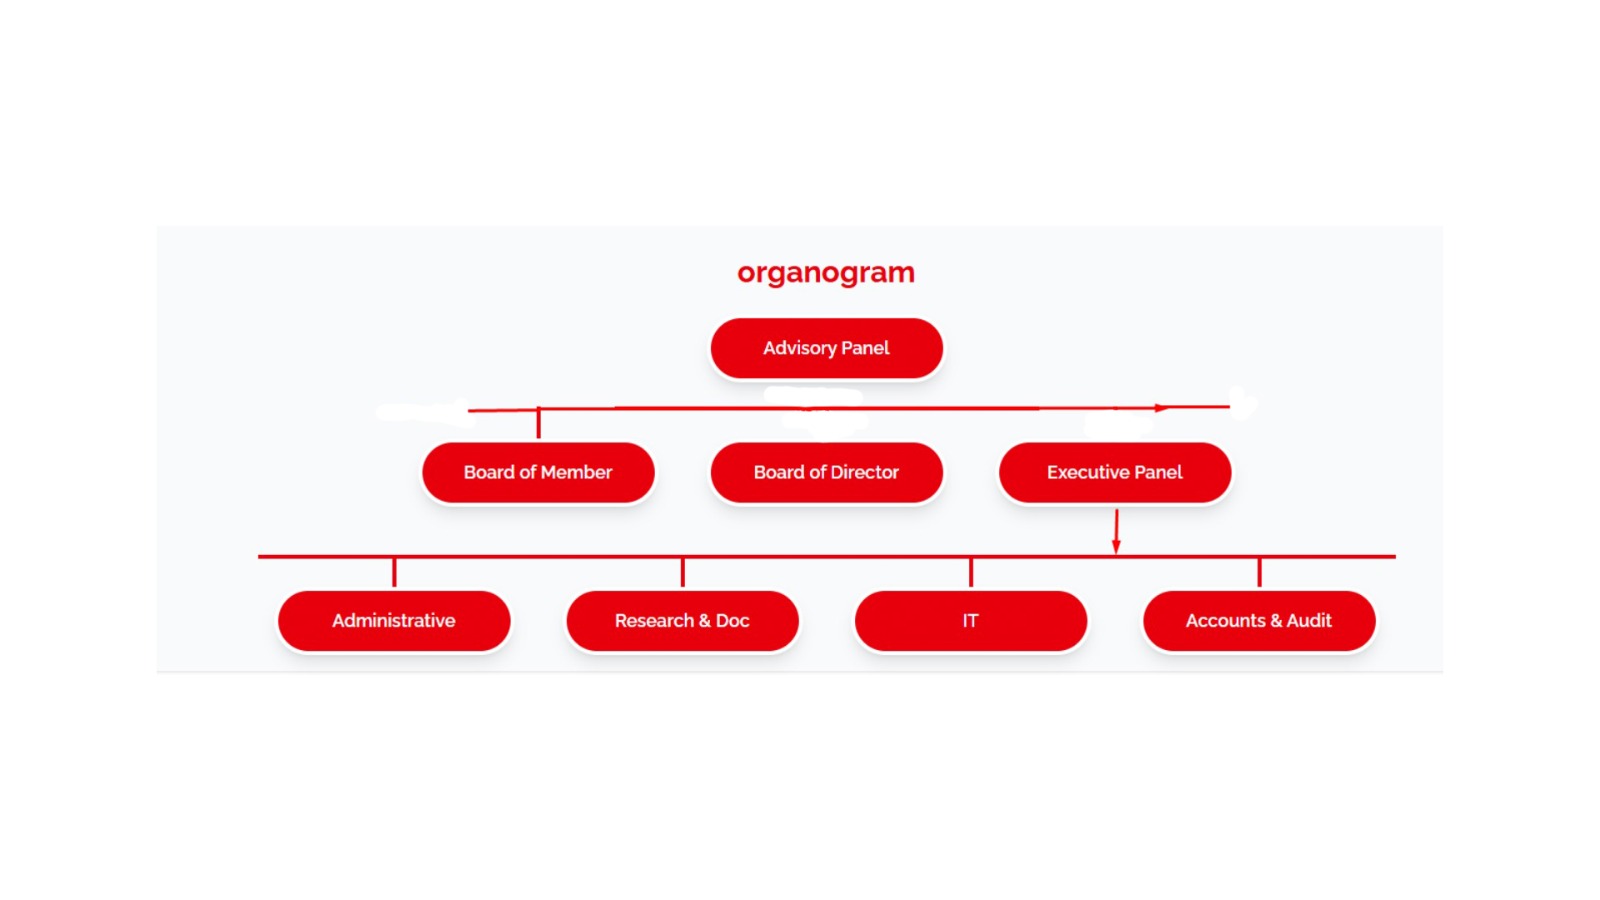 organogram
Advisory Panel
Board of Member
Board of Director
Executive Panel
Administrative
Research & Doc
IT
Accounts & Audit